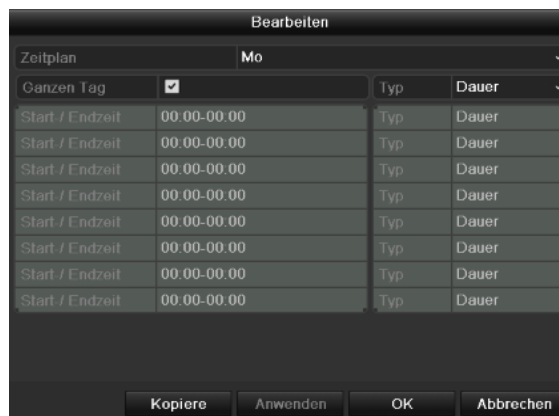 Bearbeiten
Zeitplan Mo
Ganzen Tag Typ Dauer
Start-/ Endzeit 00:00-00:00 Typ Dauer
Start-/ Endzeit 00:00-00:00 Typ Dauer
Start-/ Endzeit 00:00-00:00 Typ Dauer
Start-/ Endzeit 00:00-00:00 Typ Dauer
Start-/ Endzeit 00:00-00:00 Typ Dauer
Start-/ Endzeit 00:00-00:00 Typ Dauer
Start-/ Endzeit 00:00-00:00 Typ Dauer
Start-/ Endzeit 00:00-00:00 Typ Dauer
Kopiere Anwenden OK Abbrechen